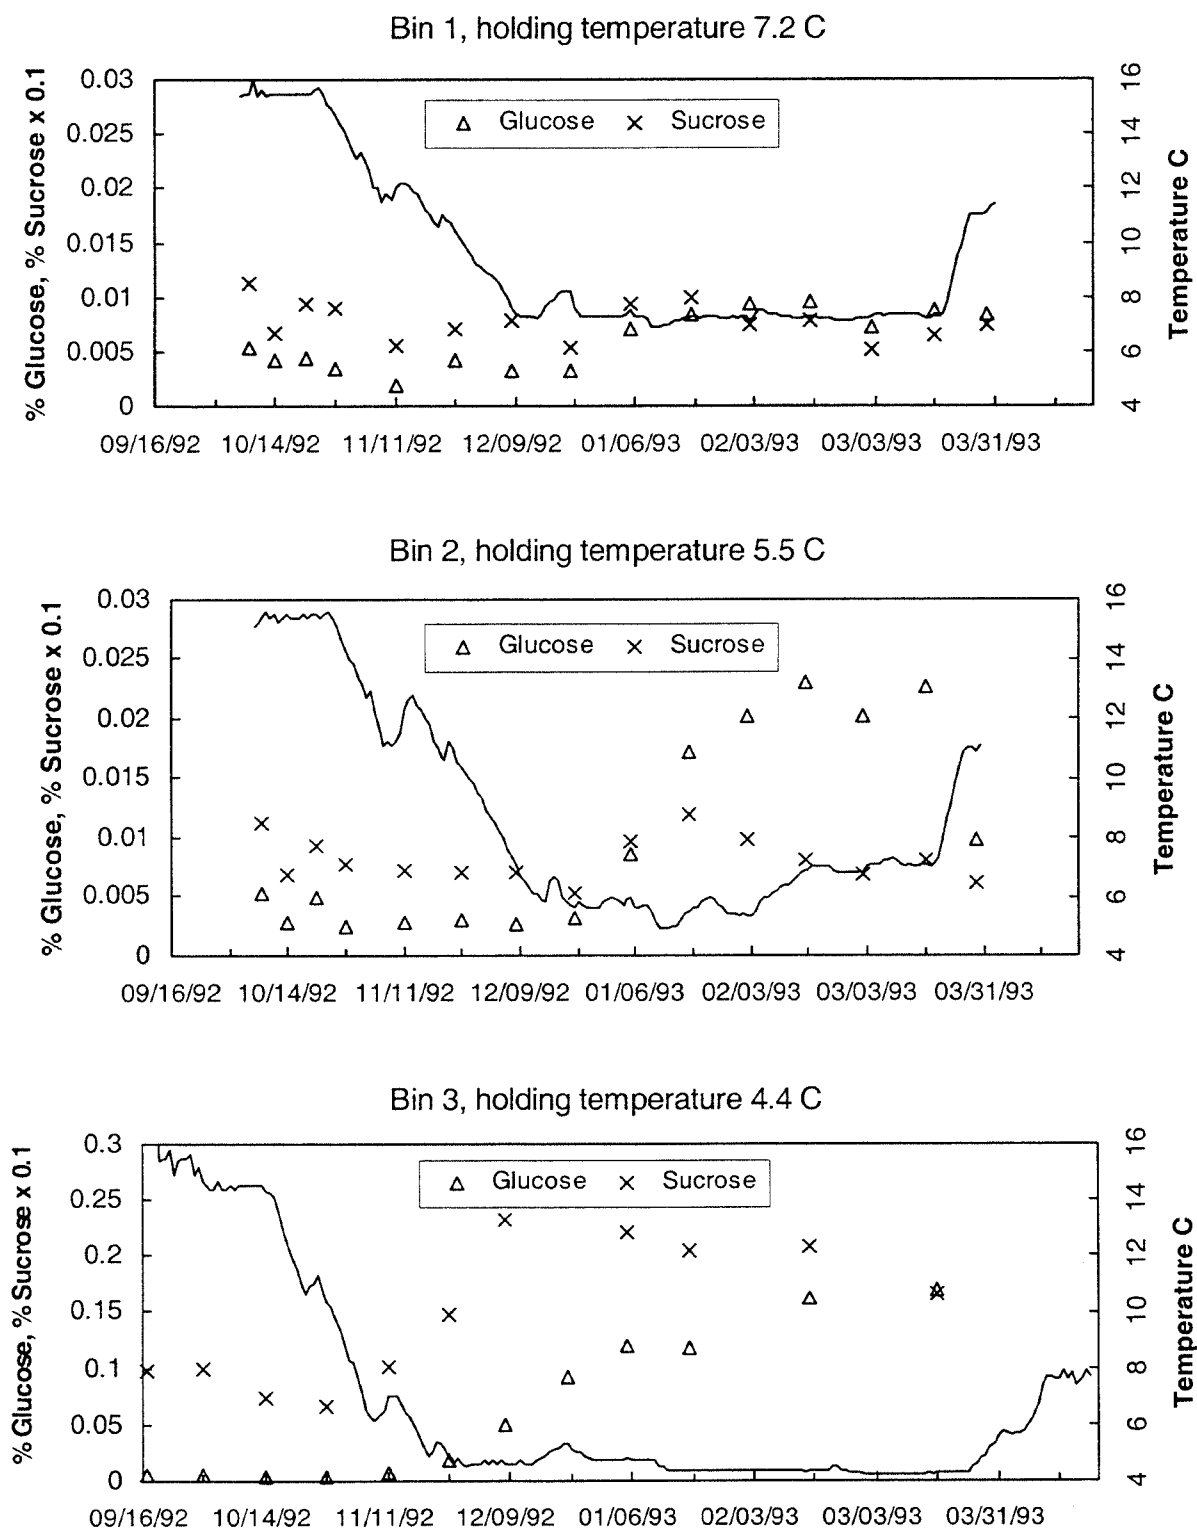 Bin 1, holding temperature 7.2 C
% Glucose, % Sucrose x 0.1
0.03
0.025
0.02
0.015
0.01
0.005
0
Glucose Sucrose
16
14
12
10
8
6
4
Temperature C
09/16/92 10/14/92 11/11/92 12/09/92 01/06/93 02/03/93 03/03/93 03/31/93
Bin 2, holding temperature 5.5 C
% Glucose, % Sucrose x 0.1
0.03
0.025
0.02
0.015
0.01
0.005
0
Glucose Sucrose
16
14
12
10
8
6
4
Temperature C
09/16/92 10/14/92 11/11/92 12/09/92 01/06/93 02/03/93 03/03/93 03/31/93
Bin 3, holding temperature 4.4 C
% Glucose, % Sucrose x 0.1
0.3
0.25
0.2
0.15
0.1
0.05
0
Glucose Sucrose
16
14
12
10
8
6
4
Temperature C
09/16/92 10/14/92 11/11/92 12/09/92 01/06/93 02/03/93 03/03/93 03/31/93